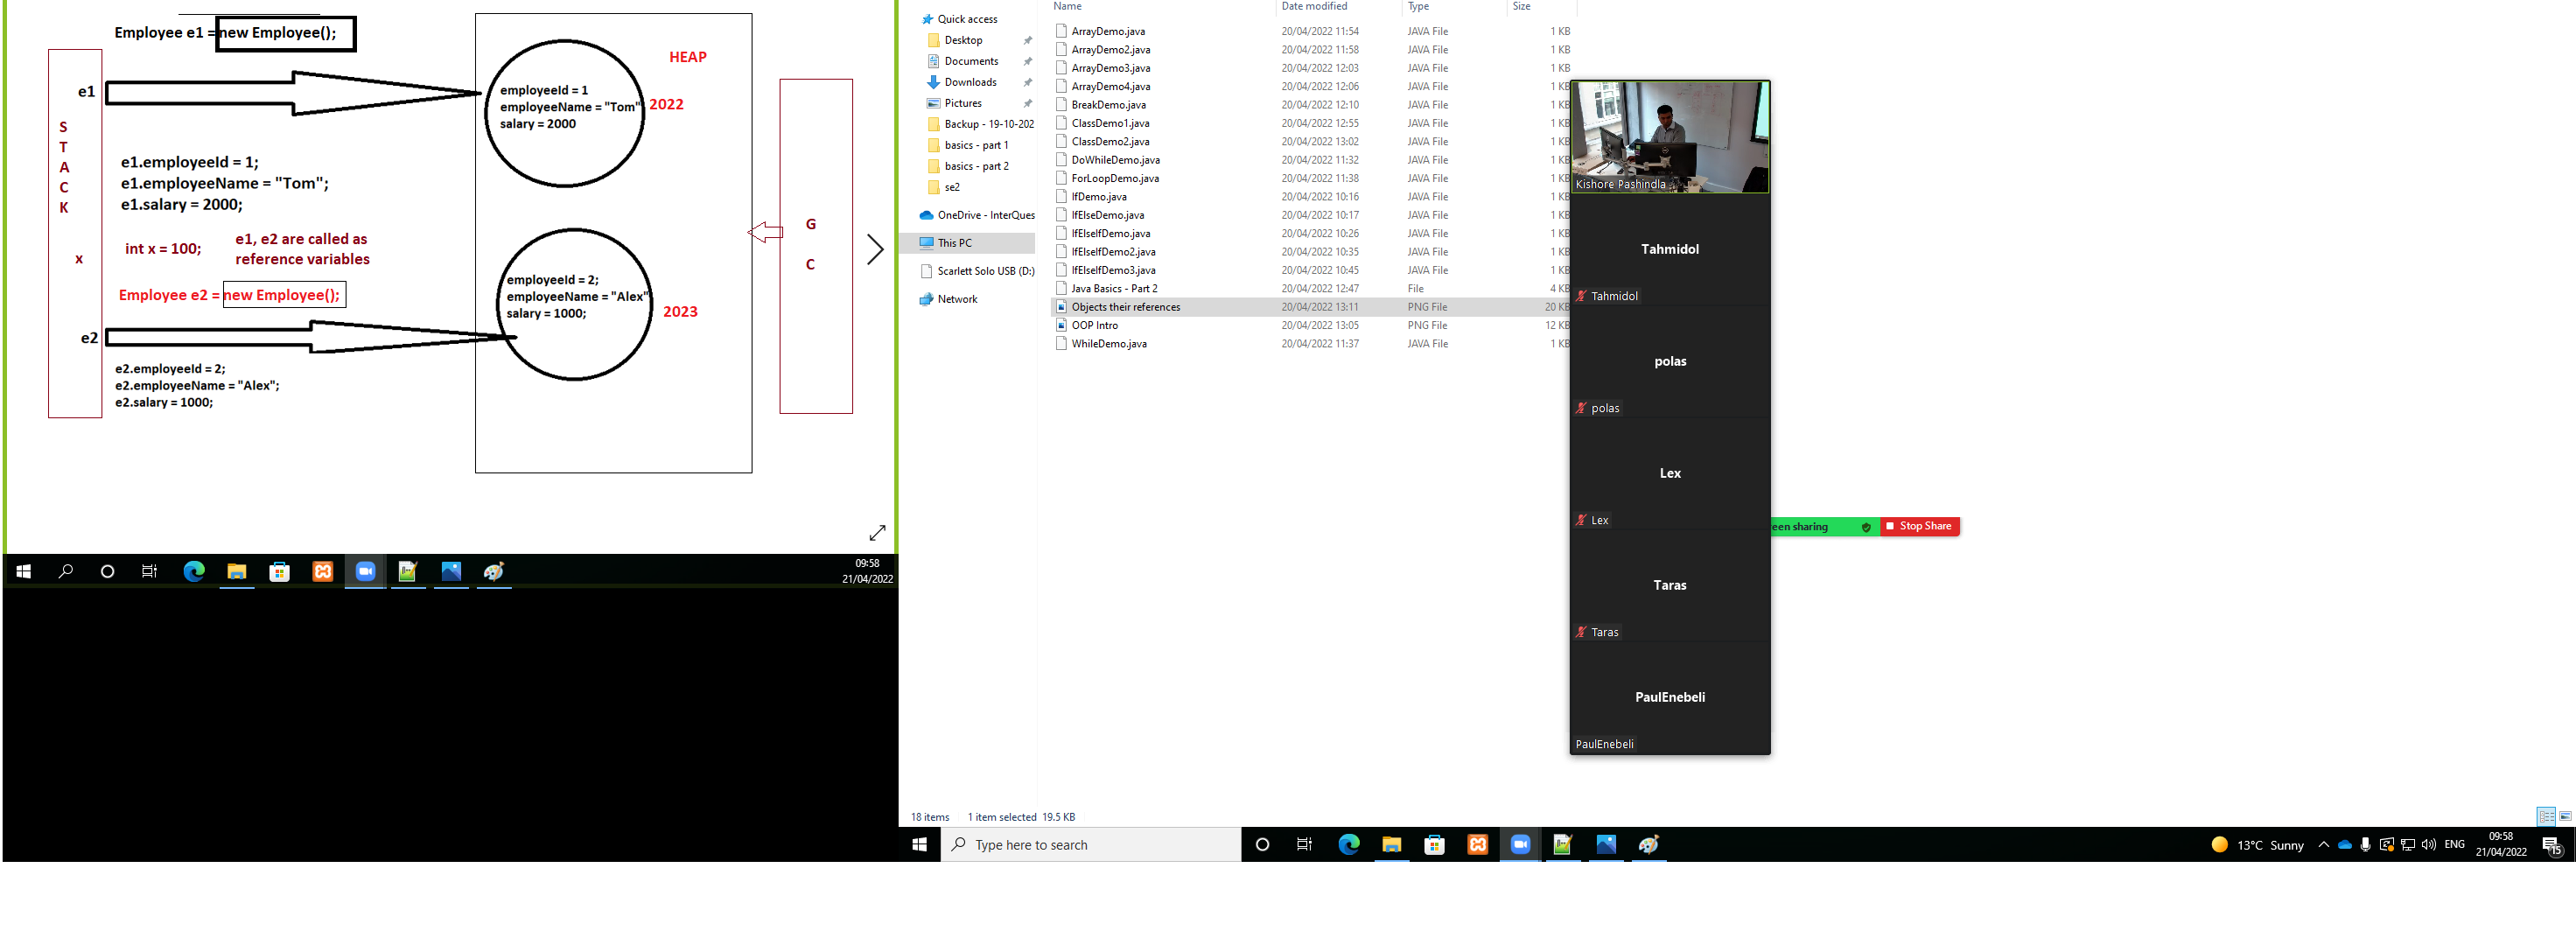 Employee e1 = new Employee();
HEAP
e1
employeeId = 1
employeeName = "Tom"
salary = 2000
2022
S
T
A
C
K
e1.employeeId = 1;
e1.employeeName = "Tom";
e1.salary = 2000;
G
C
int x = 100;
e1, e2 are called as
reference variables
x
employeeId = 2;
employeeName = "Alex"
salary = 1000;
2023
Employee e2 = new Employee();
e2
e2.employeeId = 2;
e2.employeeName = "Alex";
e2.salary = 1000;
09:58
21/04/2022
Quick access
Desktop
Documents
Downloads
Pictures
Backup - 19-10-202
basics - part 1
basics - part 2
se2
OneDrive - InterQues
This PC
Scarlett Solo USB (D:)
Network
Name Date modified Type Size
ArrayDemo.java 20/04/2022 11:54 JAVA File 1 KB
ArrayDemo2.java 20/04/2022 11:58 JAVA File 1 KB
ArrayDemo3.java 20/04/2022 12:03 JAVA File 1 KB
ArrayDemo4.java 20/04/2022 12:06 JAVA File 1 KB
BreakDemo.java 20/04/2022 12:10 JAVA File 1 KB
ClassDemo1.java 20/04/2022 12:55 JAVA File 1 KB
ClassDemo2.java 20/04/2022 13:02 JAVA File 1 KB
DoWhileDemo.java 20/04/2022 11:32 JAVA File 1 KB
ForLoopDemo.java 20/04/2022 11:38 JAVA File 1 KB
IfDemo.java 20/04/2022 10:16 JAVA File 1 KB
IfElseDemo.java 20/04/2022 10:17 JAVA File 1 KB
IfElseIfDemo.java 20/04/2022 10:26 JAVA File 1 KB
IfElseIfDemo2.java 20/04/2022 10:35 JAVA File 1 KB
IfElseIfDemo3.java 20/04/2022 10:45 JAVA File 1 KB
Java Basics - Part 2 20/04/2022 12:47 File 4 KB
Objects their references 20/04/2022 13:11 PNG File 20 KB
OOP Intro 20/04/2022 13:05 PNG File 12 KB
WhileDemo.java 20/04/2022 11:37 JAVA File 1 KB
Kishore Pashindla
Tahmidol
Tahmidol
polas
polas
Lex
Lex
Taras
Taras
PaulEnebeli
PaulEnebeli
een sharing
Stop Share
18 items 1 item selected 19.5 KB
Type here to search
13°C Sunny
ENG
09:58
21/04/2022
15